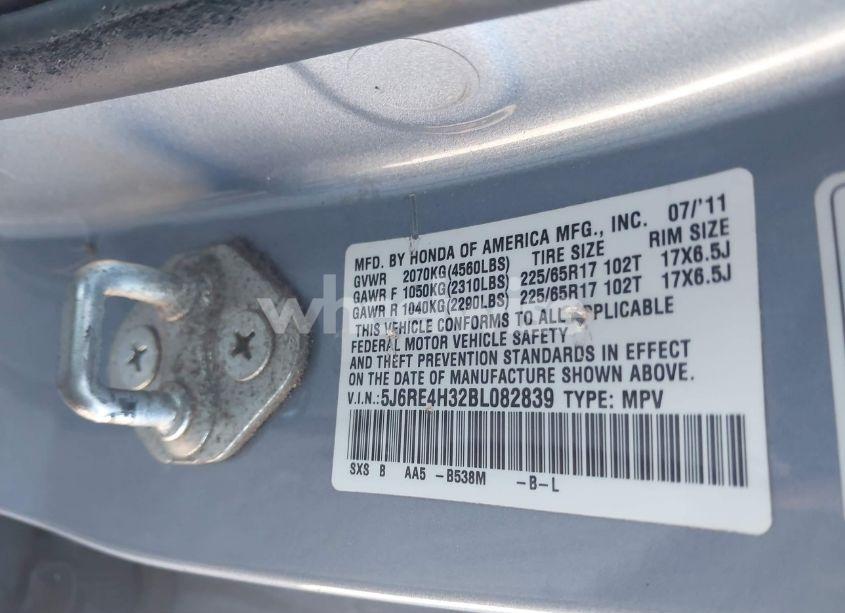 MFD. BY HONDA OF AMERICA MFG., INC. 07/'11
GVWR 2070KG(4560LBS) TIRE SIZE RIM SIZE
GAWR F 1050KG(2310LBS) 225/65R17 102T 17X6.5J
GAWR R 1040KG(2290LBS) 225/65R17 102T 17X6.5J
THIS VEHICLE CONFORMS TO ALL APPLICABLE
FEDERAL MOTOR VEHICLE SAFETY
AND THEFT PREVENTION STANDARDS IN EFFECT
ON THE DATE OF MANUFACTURE SHOWN ABOVE.
V.I.N.:5J6RE4H32BL082839 TYPE: MPV
SXS B AA5 -B538M -B-L